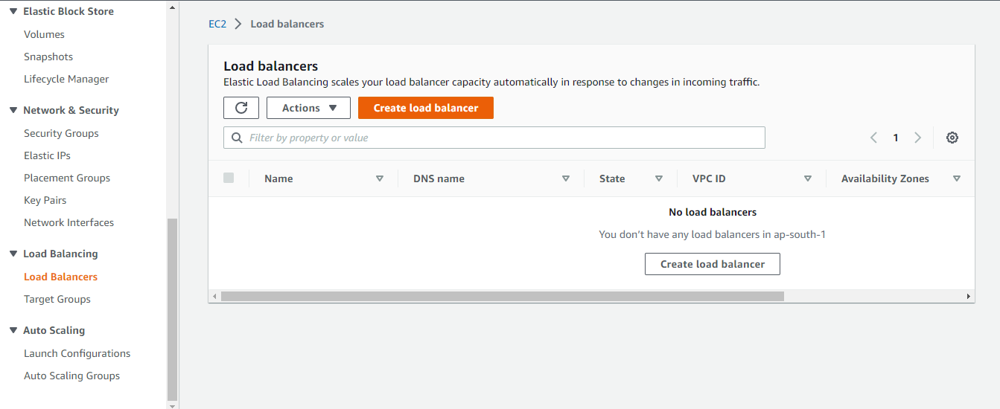 Elastic Block Store
Volumes
Snapshots
Lifecycle Manager
Network & Security
Security Groups
Elastic IPs
Placement Groups
Key Pairs
Network Interfaces
Load Balancing
Load Balancers
Target Groups
Auto Scaling
Launch Configurations
Auto Scaling Groups
EC2 Load balancers
Load balancers
Elastic Load Balancing scales your load balancer capacity automatically in response to changes in incoming traffic.
Actions Create load balancer
Filter by property or value 1
Name DNS name State VPC ID Availability Zones
No load balancers
You don’t have any load balancers in ap-south-1
Create load balancer